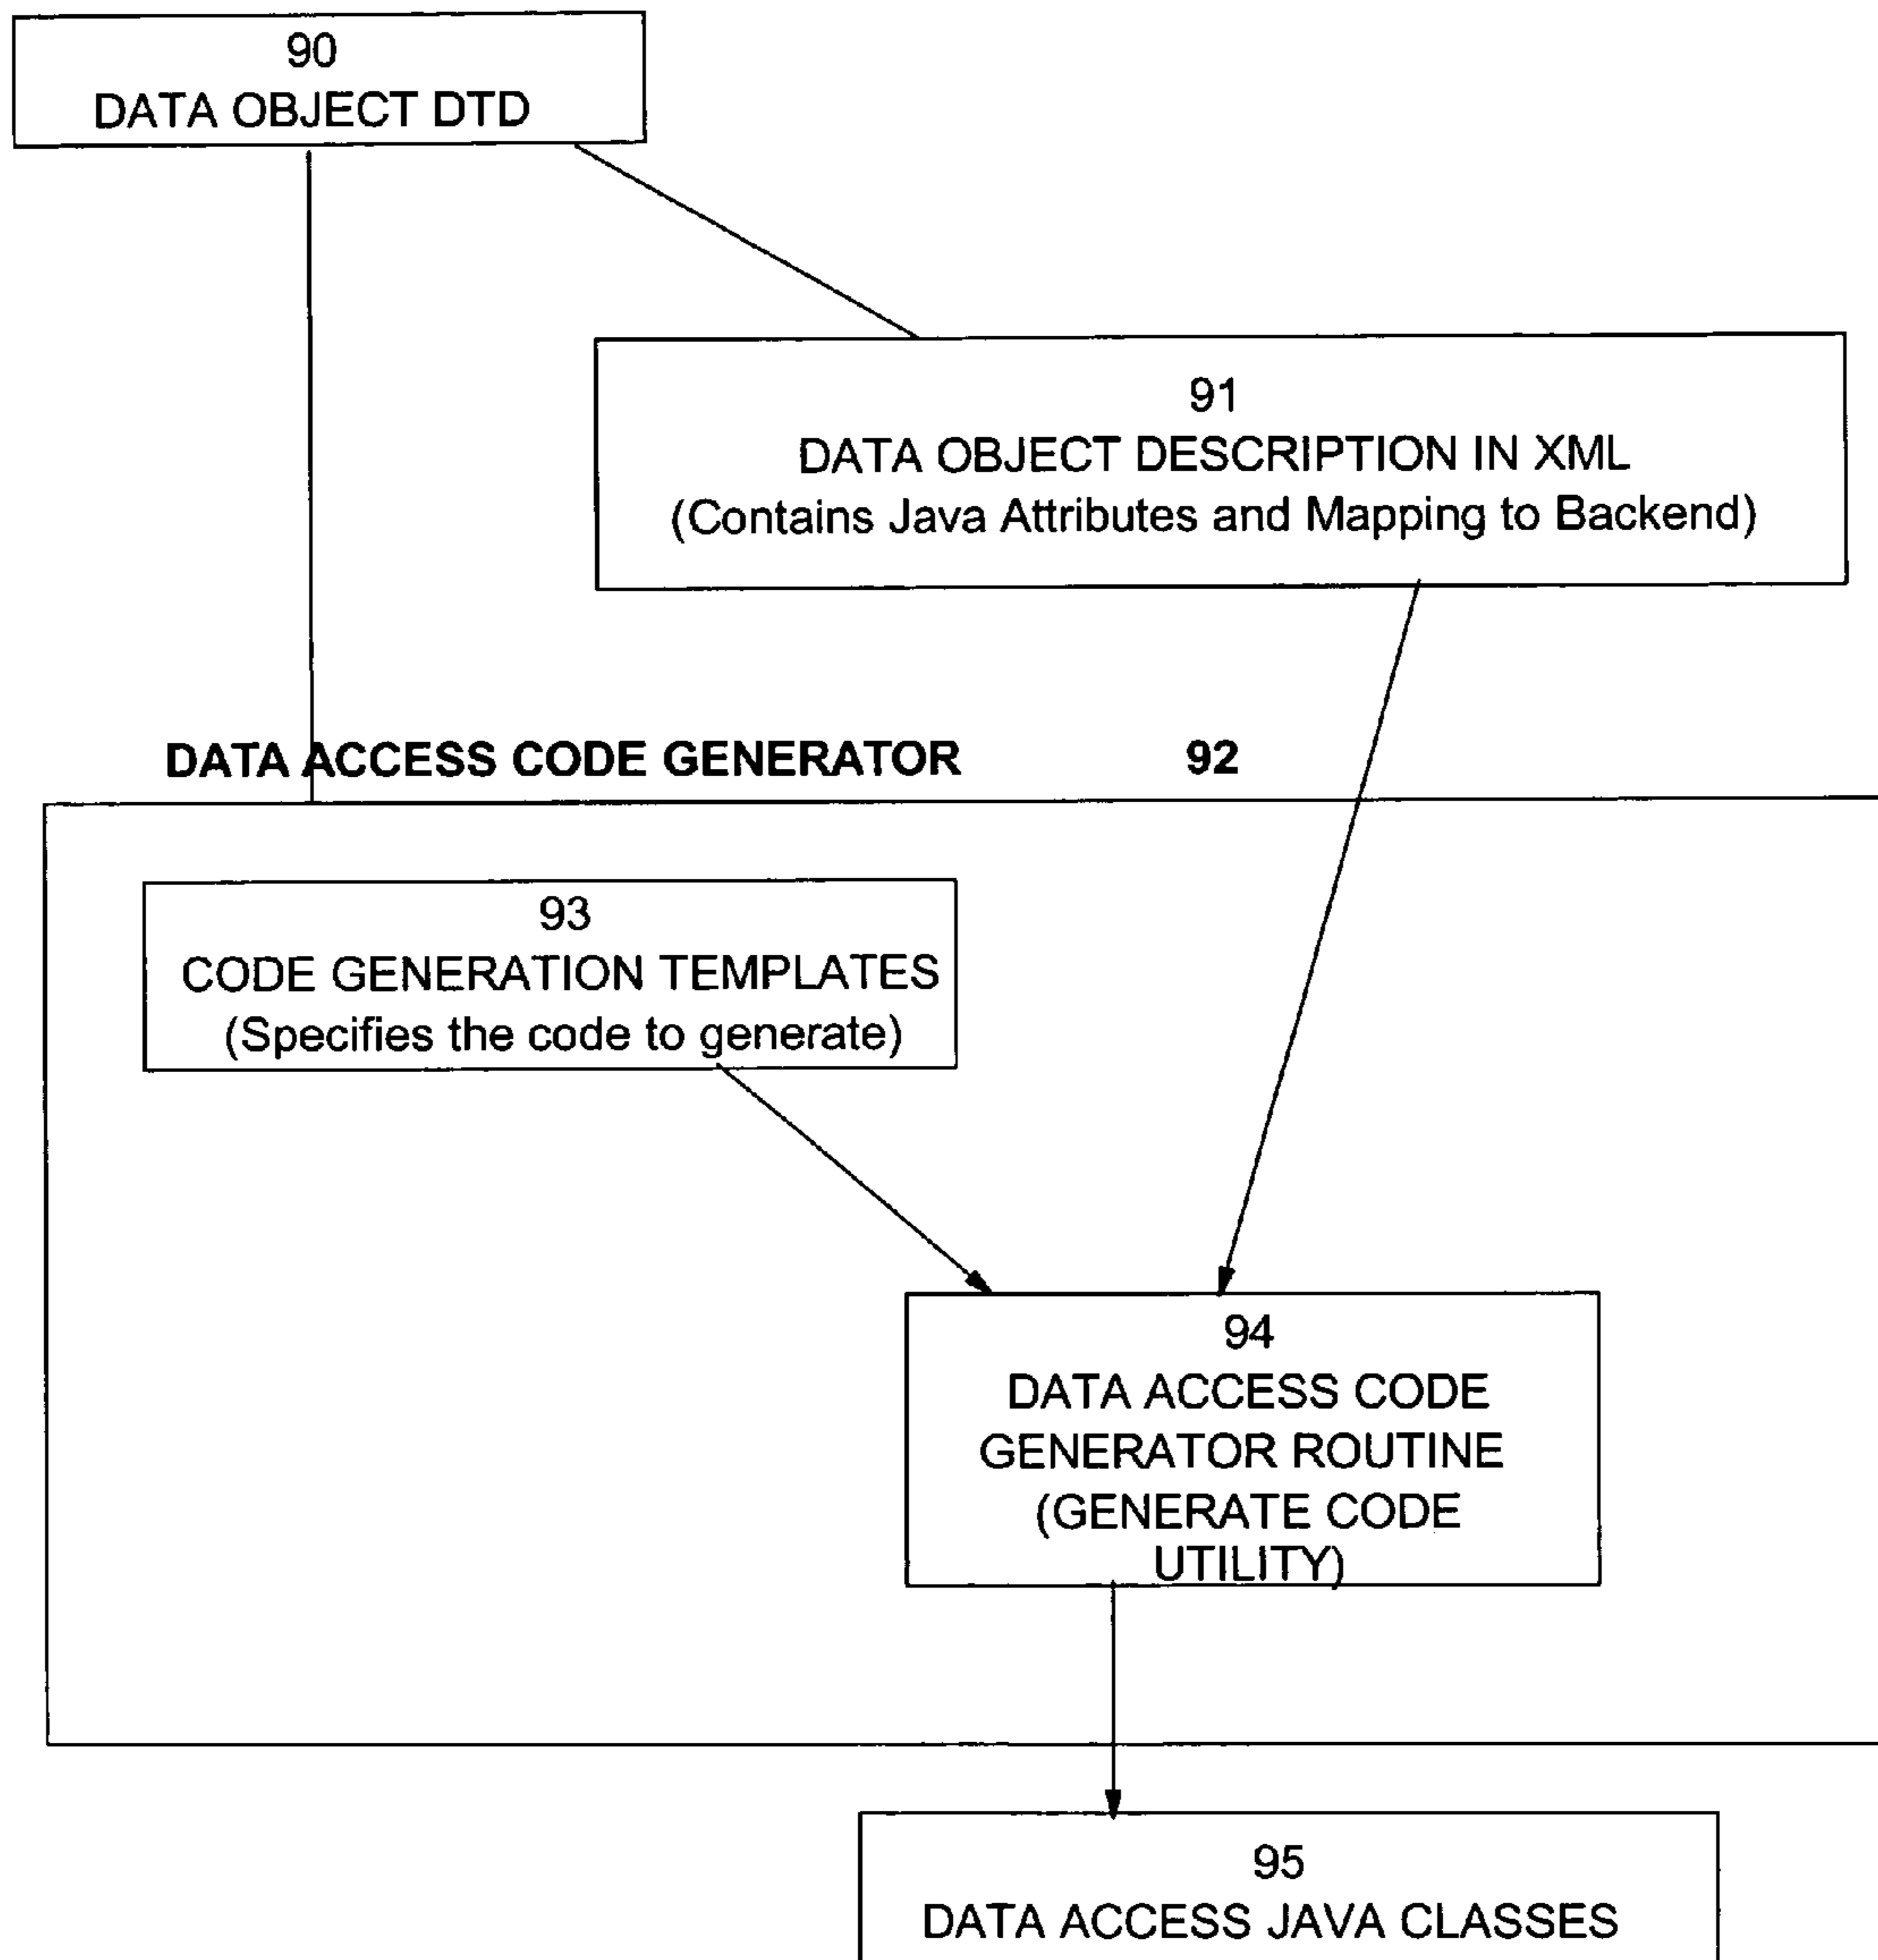 90
DATA OBJECT DTD
91
DATA OBJECT DESCRIPTION IN XML
(Contains Java Attributes and Mapping to Backend)
DATA ACCESS CODE GENERATOR 92
93
CODE GENERATION TEMPLATES
(Specifies the code to generate)
94
DATA ACCESS CODE
GENERATOR ROUTINE
(GENERATE CODE
UTILITY)
95
DATA ACCESS JAVA CLASSES